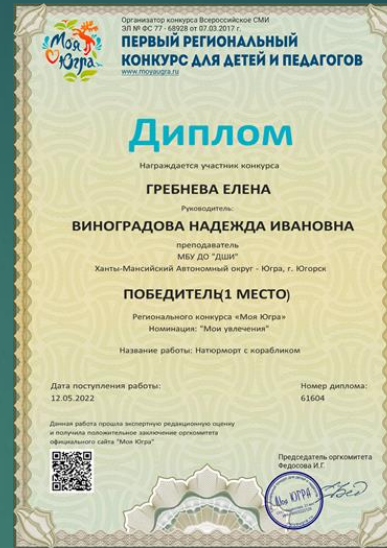 Организатор конкурса Всероссийское СМИ
ЭЛ № ФС 77 - 68928 от 07.03.2017 г.
ПЕРВЫЙ РЕГИОНАЛЬНЫЙ
КОНКУРС ДЛЯ ДЕТЕЙ И ПЕДАГОГОВ
www.moyaugra.ru
Моя
Югра
Диплом
Награждается участник конкурса
ГРЕБНЕВА ЕЛЕНА
Руководитель:
ВИНОГРАДОВА НАДЕЖДА ИВАНОВНА
преподаватель
МБУ ДО "ДШИ"
Ханты-Мансийский Автономный округ - Югра, г. Югорск
ПОБЕДИТЕЛЬ(1 МЕСТО)
Регионального конкурса «Моя Югра»
Номинация: "Мои увлечения"
Название работы: Натюрморт с корабликом
Дата поступления работы:
12.05.2022
Номер диплома:
61604
Данная работа прошла экспертную редакционную оценку
и получила положительное заключение оргкомитета
официального сайта "Моя Югра"
Председатель оргкомитета
Федосова И.Г.
Моя ЮГРА